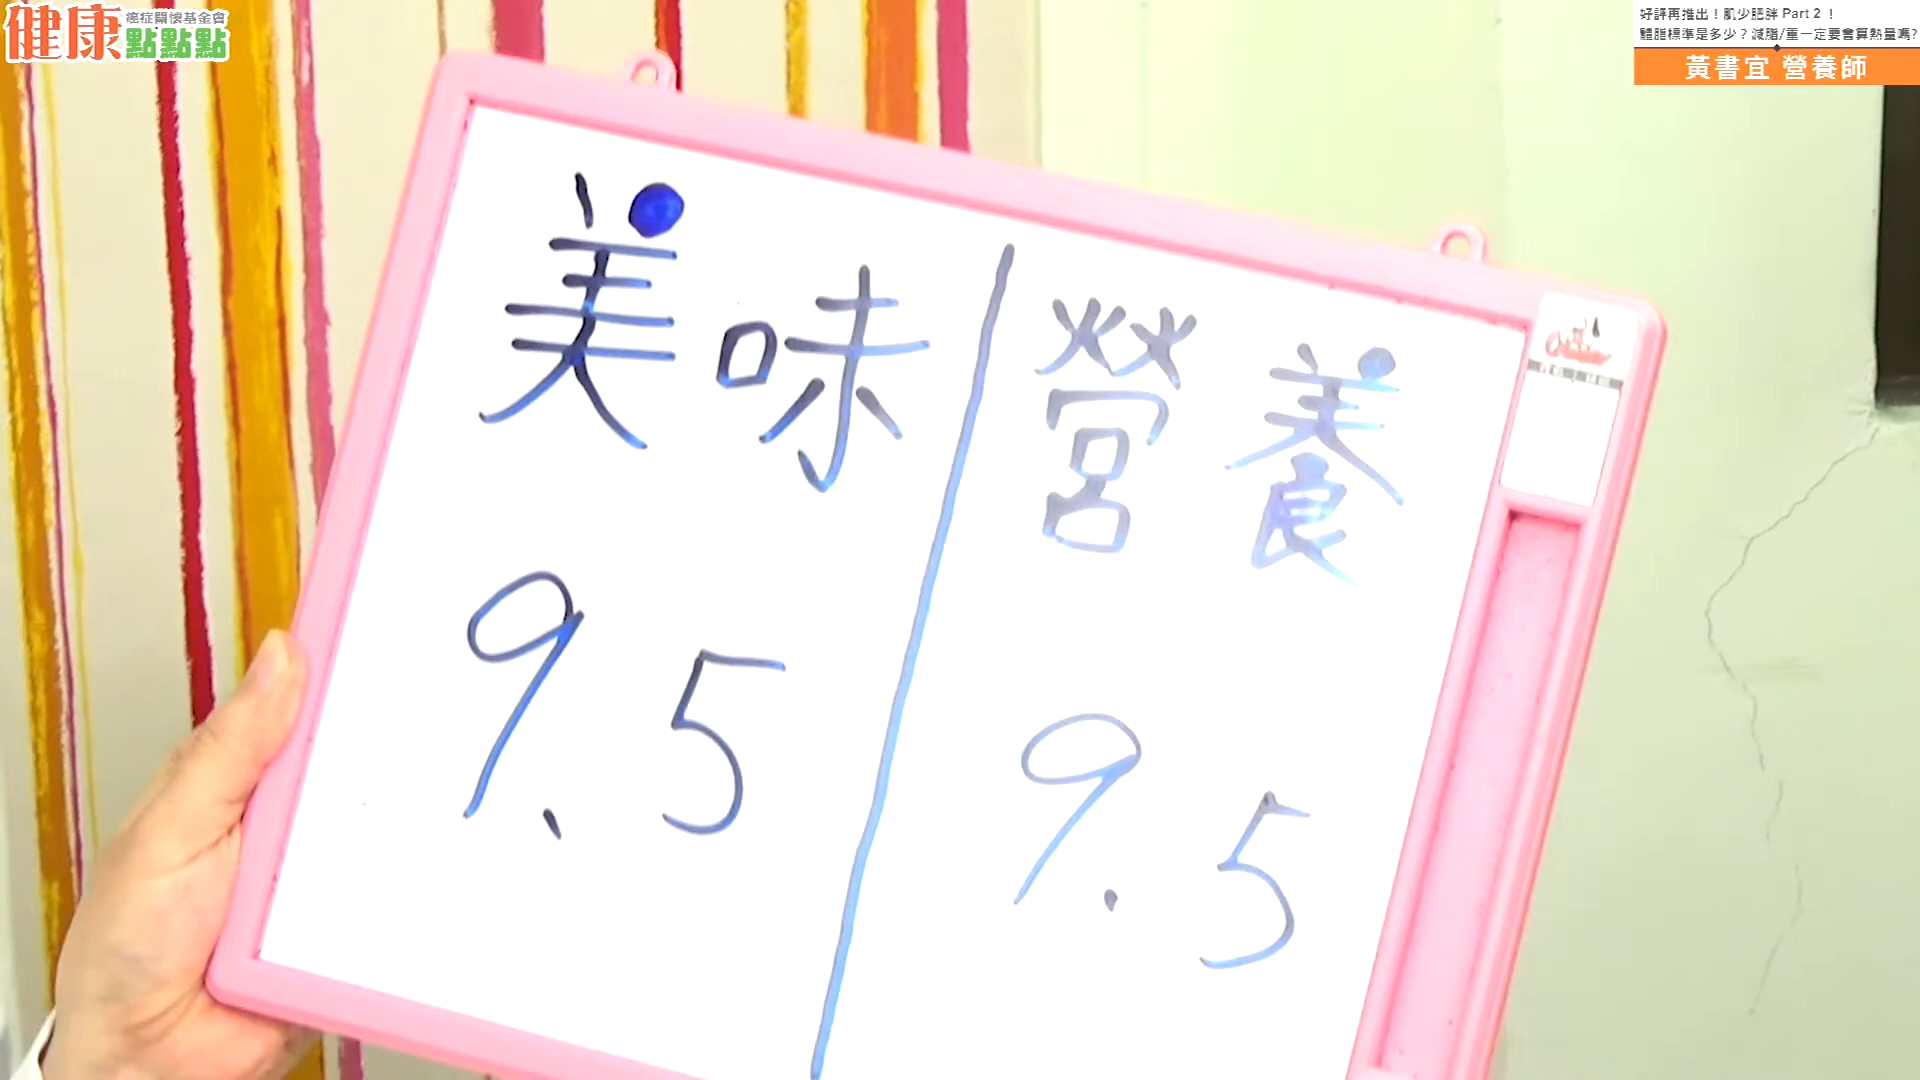 健康
癌症關懷基金會
點點點
好評再推出！肌少肥胖 Part 2 ！
體脂標準是多少？減脂/重一定要會算熱量嗎？
黃書宜 營養師
美味
營養
9.5
9.5